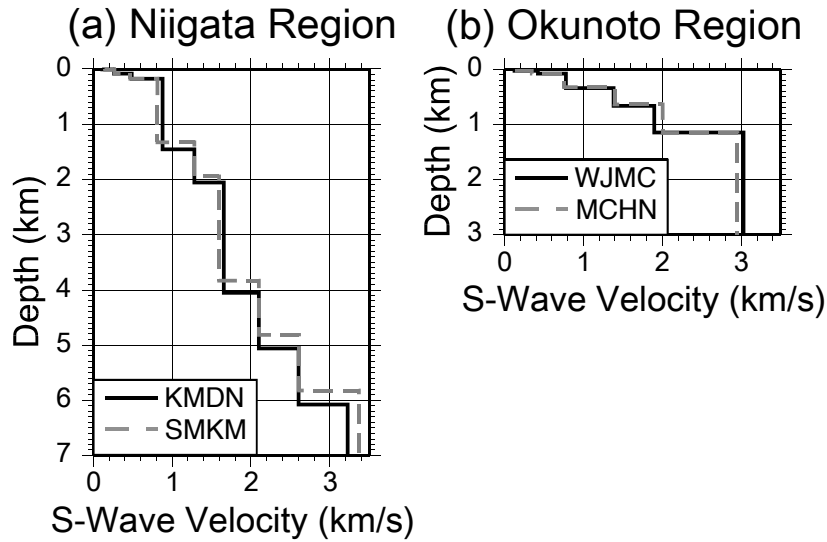 (a) Niigata Region
0
1
2
3
4
5
6
7
Depth (km)
KMDN
SMKM
0 1 2 3
S-Wave Velocity (km/s)
(b) Okunoto Region
0
1
2
3
Depth (km)
WJMC
MCHN
0 1 2 3
S-Wave Velocity (km/s)